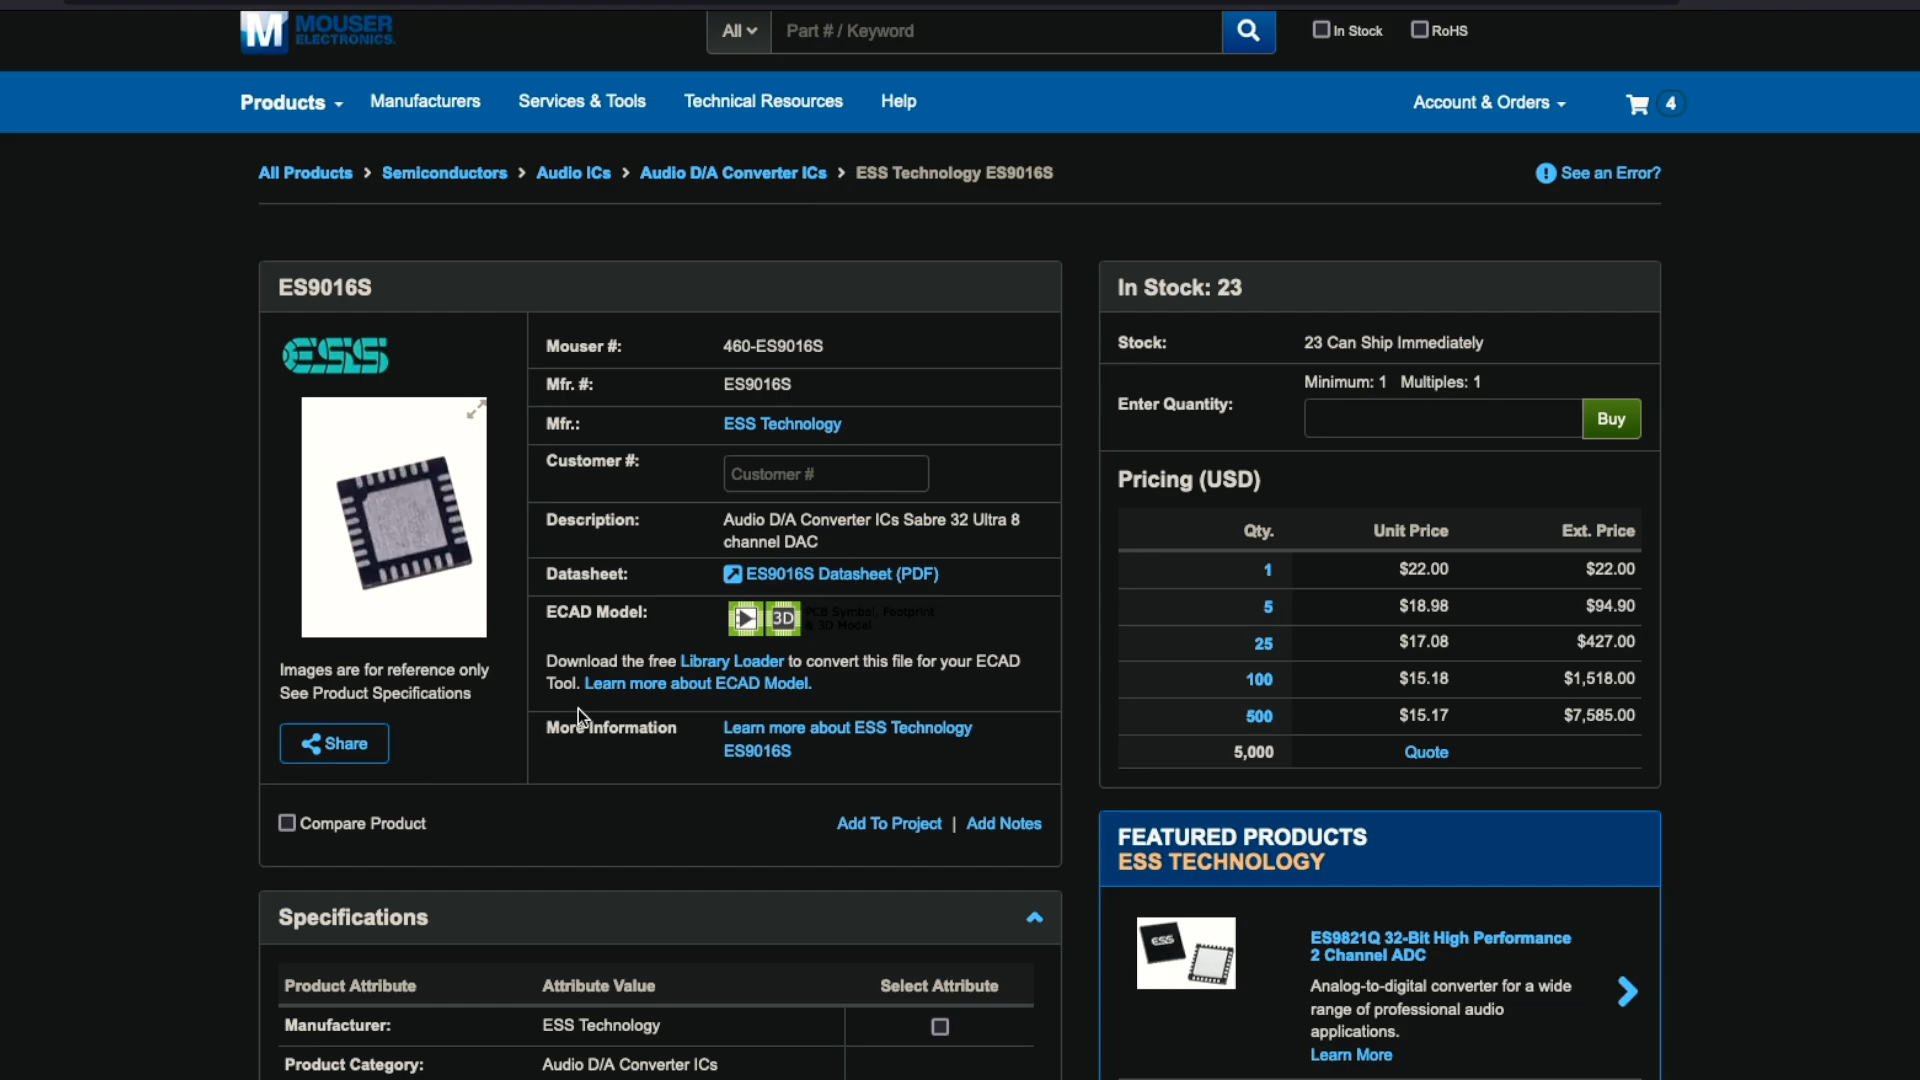 M MOUSER
ELECTRONICS.
All
Part # / Keyword
In Stock
RoHS
Products
Manufacturers
Services & Tools
Technical Resources
Help
Account & Orders
4
All Products > Semiconductors > Audio ICs > Audio D/A Converter ICs > ESS Technology ES9016S
! See an Error?
ES9016S
ESS
Images are for reference only
See Product Specifications
Share
Mouser #: 460-ES9016S
Mfr. #: ES9016S
Mfr.: ESS Technology
Customer #: Customer #
Description: Audio D/A Converter ICs Sabre 32 Ultra 8
channel DAC
Datasheet: ES9016S Datasheet (PDF)
ECAD Model: 3D PCB Symbol, Footprint
& 3D Model
Download the free Library Loader to convert this file for your ECAD
Tool. Learn more about ECAD Model.
More Information Learn more about ESS Technology
ES9016S
Compare Product
Add To Project | Add Notes
In Stock: 23
Stock: 23 Can Ship Immediately
Minimum: 1 Multiples: 1
Enter Quantity: Buy
Pricing (USD)
Qty. Unit Price Ext. Price
1 $22.00 $22.00
5 $18.98 $94.90
25 $17.08 $427.00
100 $15.18 $1,518.00
500 $15.17 $7,585.00
5,000 Quote
Specifications
Product Attribute Attribute Value Select Attribute
Manufacturer: ESS Technology
Product Category: Audio D/A Converter ICs
FEATURED PRODUCTS
ESS TECHNOLOGY
ESS
ES9821Q 32-Bit High Performance
2 Channel ADC
Analog-to-digital converter for a wide
range of professional audio
applications.
Learn More